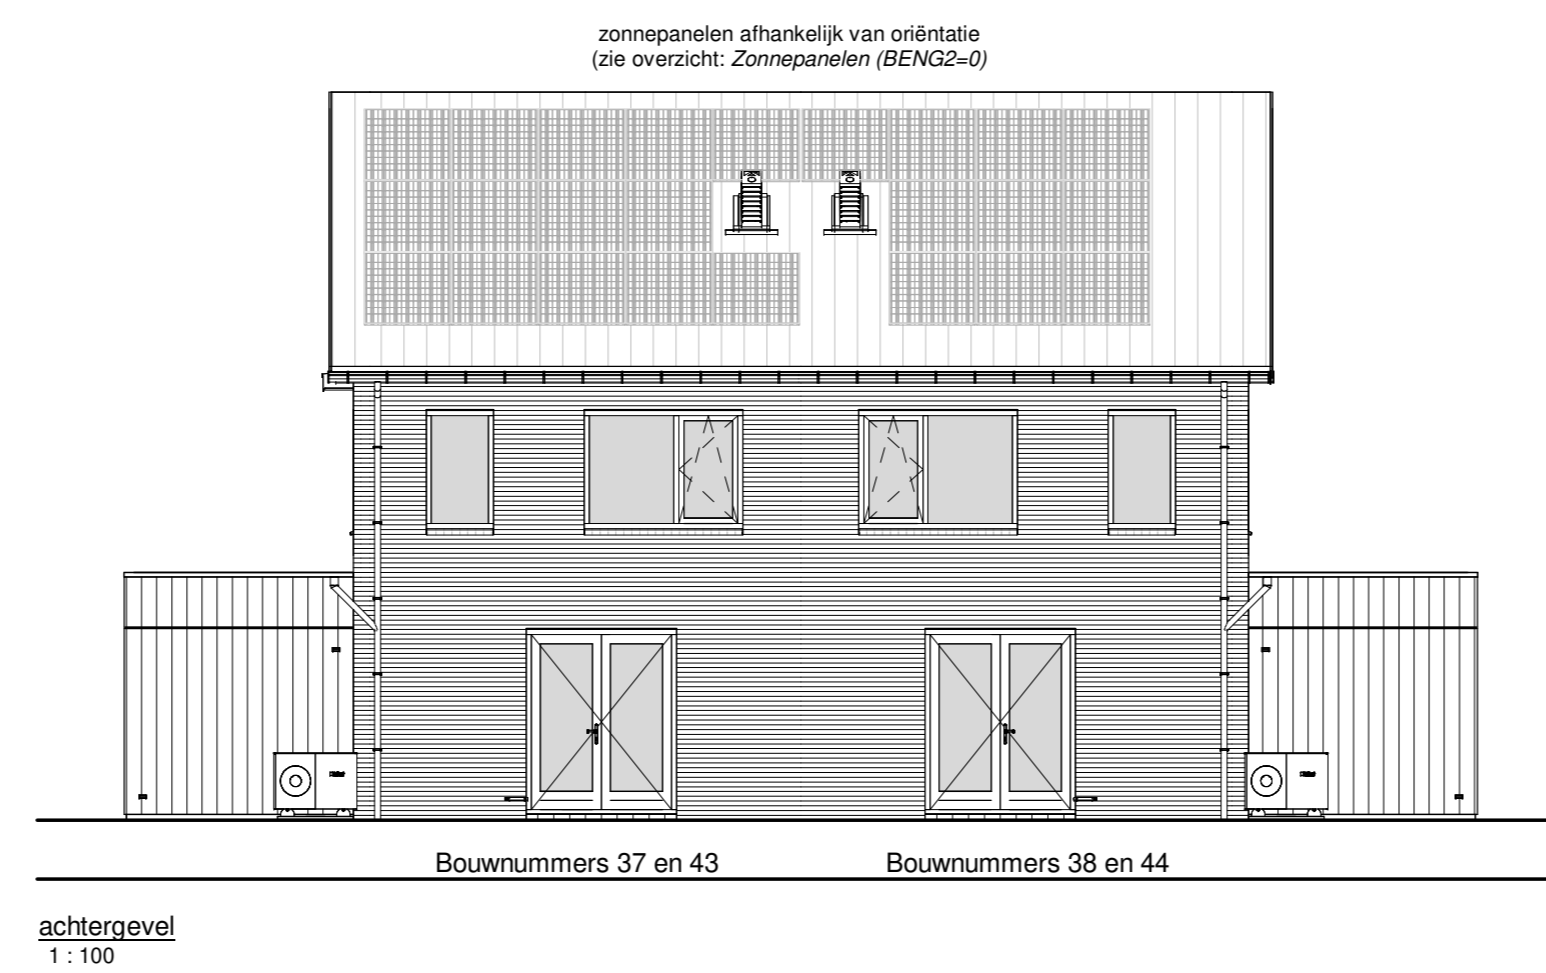 zonnepanelen afhankelijk van oriëntatie
(zie overzicht: Zonnepanelen (BENG2=0)
Bouwnummers 37 en 43
Bouwnummers 38 en 44
achtergevel
1 : 100